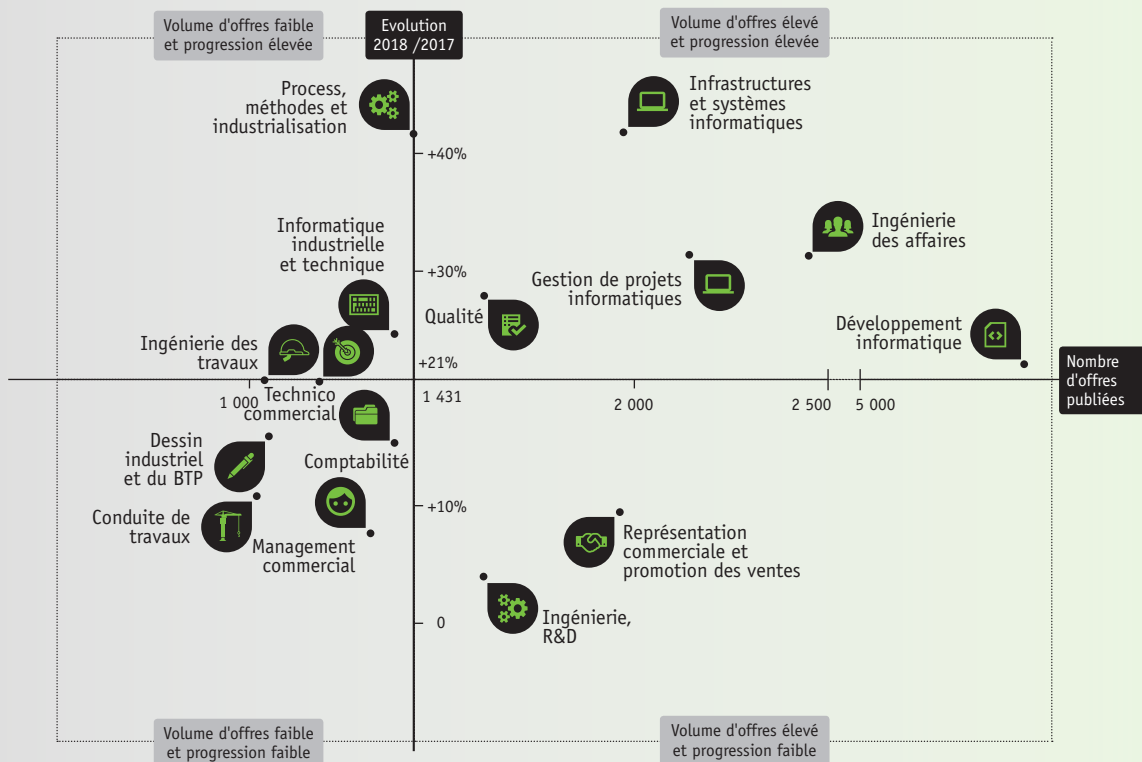 Volume d'offres faible
et progression élevée
Evolution
2018 /2017
Volume d'offres élevé
et progression élevée
Process,
méthodes et
industrialisation
Infrastructures
et systèmes
informatiques
+40%
Informatique
industrielle
et technique
Ingénierie
des affaires
+30%
Gestion de projets
informatiques
Qualité
Développement
informatique
Ingénierie des
travaux
+21%
Nombre
d'offres
publiées
1 000
Technico
commercial
1 431
2 000
2 500
5 000
Dessin
industriel
et du BTP
Comptabilité
+10%
Conduite de
travaux
Management
commercial
Représentation
commerciale et
promotion des ventes
Ingénierie,
R&D
0
Volume d'offres faible
et progression faible
Volume d'offres élevé
et progression faible